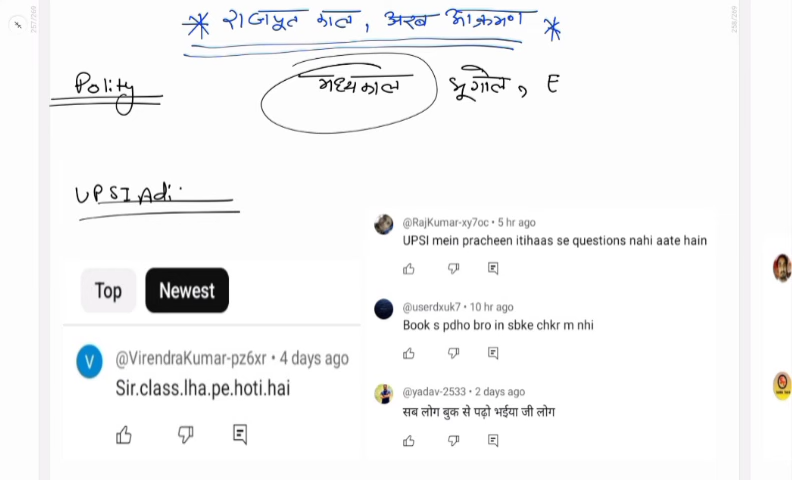 * राजपूत काल, अरब आक्रमण *
Polity
मध्यकाल भूगोल, E
UPSI Adi.
Top Newest
@VirendraKumar-pz6xr • 4 days ago
Sir.class.lha.pe.hoti.hai
@RajKumar-xy7oc • 5 hr ago
UPSI mein pracheen itihaas se questions nahi aate hain
@userdxuk7 • 10 hr ago
Book s pdho bro in sbke chkr m nhi
@yadav-2533 • 2 days ago
सब लोग बुक से पढ़ो भईया जी लोग